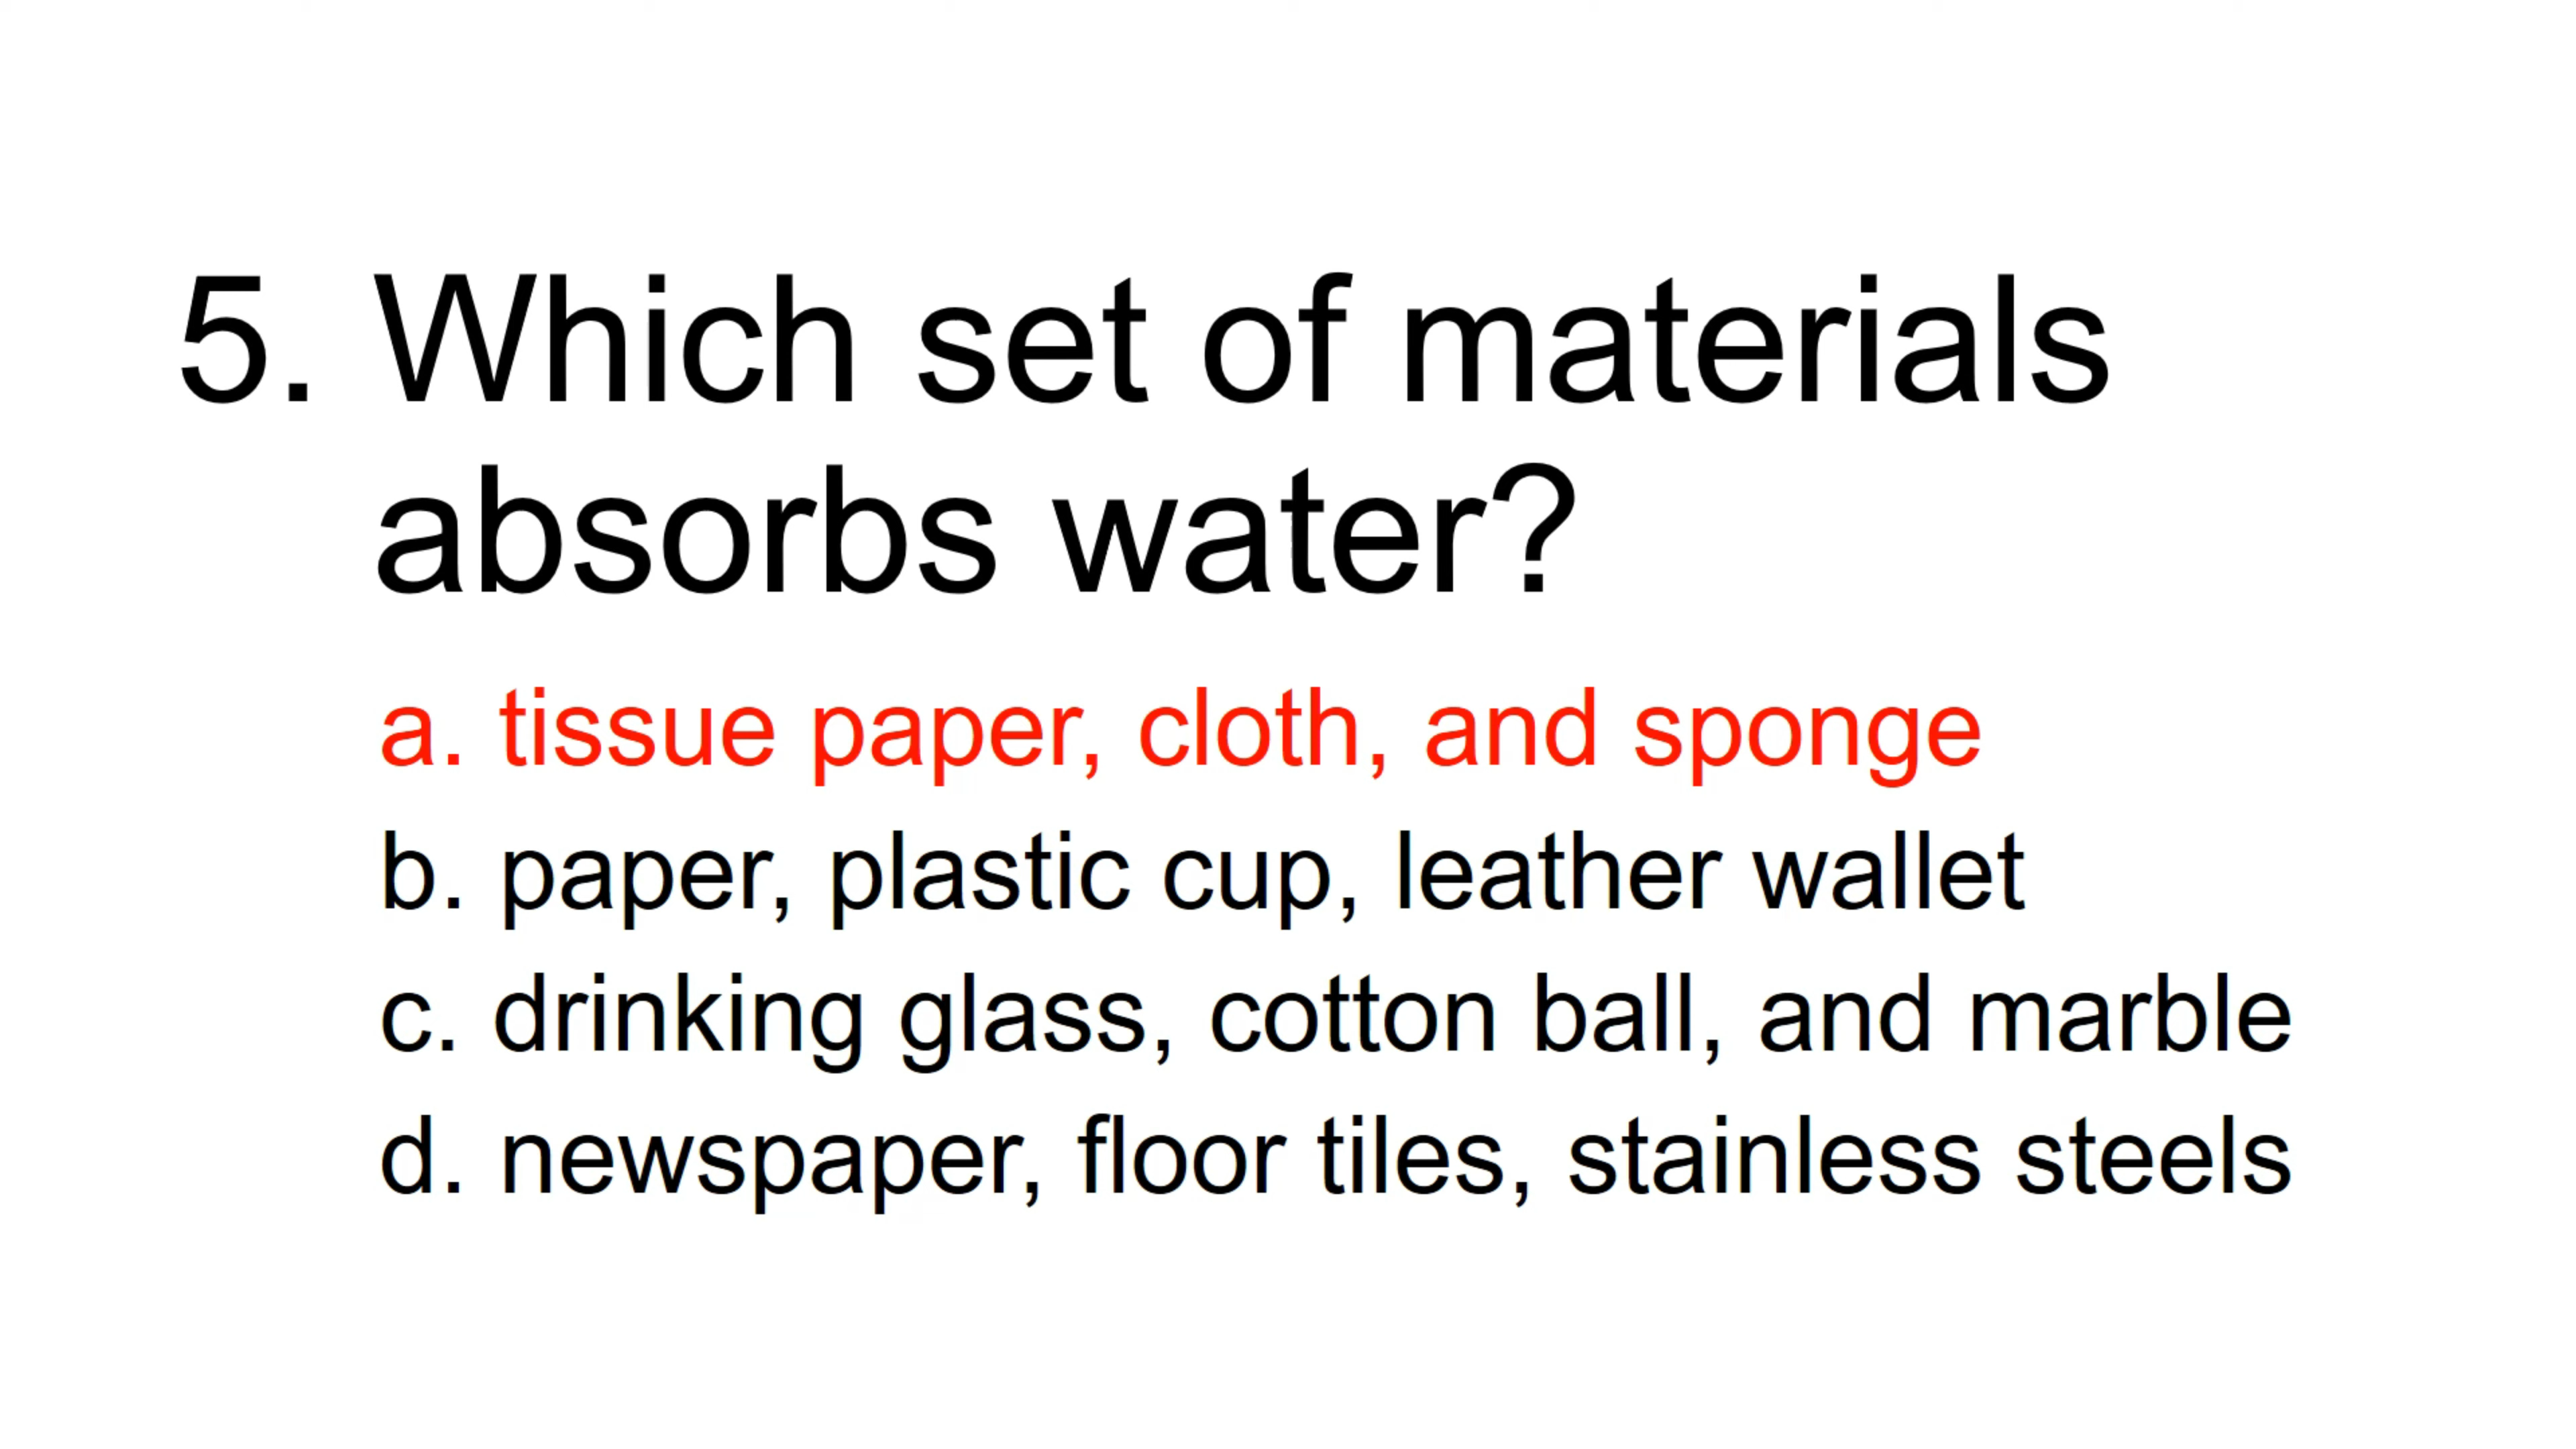 5. Which set of materials
absorbs water?
a. tissue paper, cloth, and sponge
b. paper, plastic cup, leather wallet
c. drinking glass, cotton ball, and marble
d. newspaper, floor tiles, stainless steels